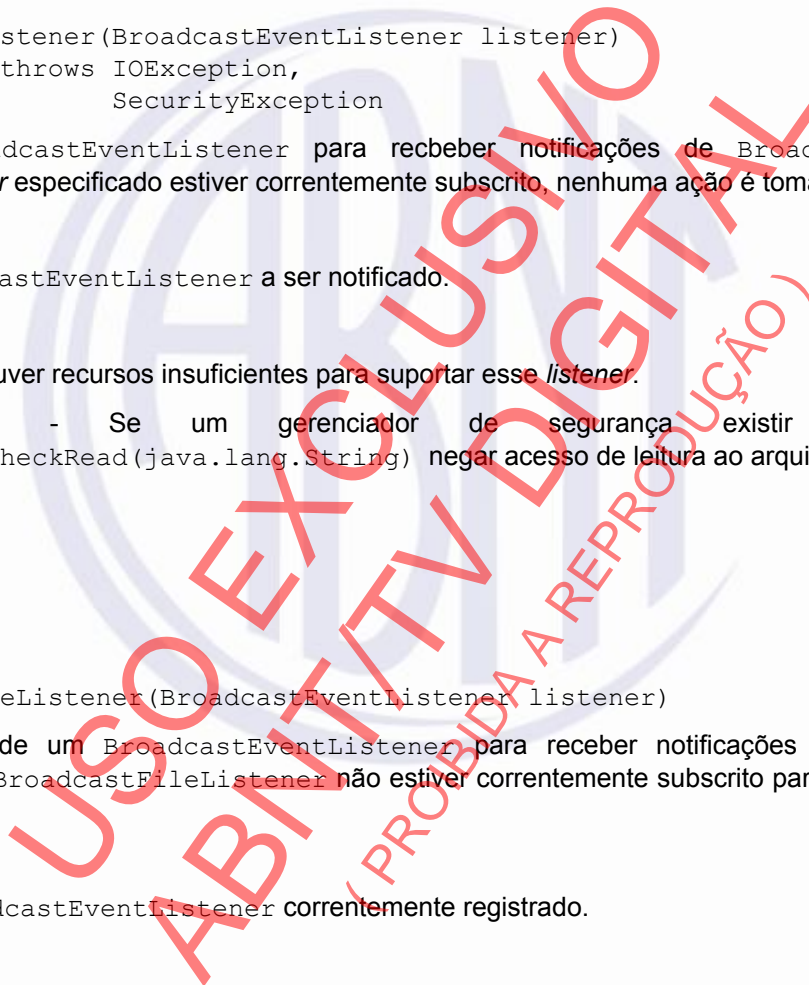 stener(BroadcastEventListener listener)
throws IOException,
SecurityException
dcastEventListener para recbeber notificações de Broad
r especificado estiver correntemente subscrito, nenhuma ação é toma
astEventListener a ser notificado.
uver recursos insuficientes para suportar esse listener.
- Se um gerenciador de segurança existir
heckRead(java.lang.String) negar acesso de leitura ao arqui
eListener(BroadcastEventListener listener)
de um BroadcastEventListener para receber notificações
BroadcastFileListener não estiver correntemente subscrito par
dcastEventListener correntemente registrado.
USO EXCLUSIVO
ABNT/TV DIGITAL
( PROIBIDA A REPRODUÇÃO )
ABNT